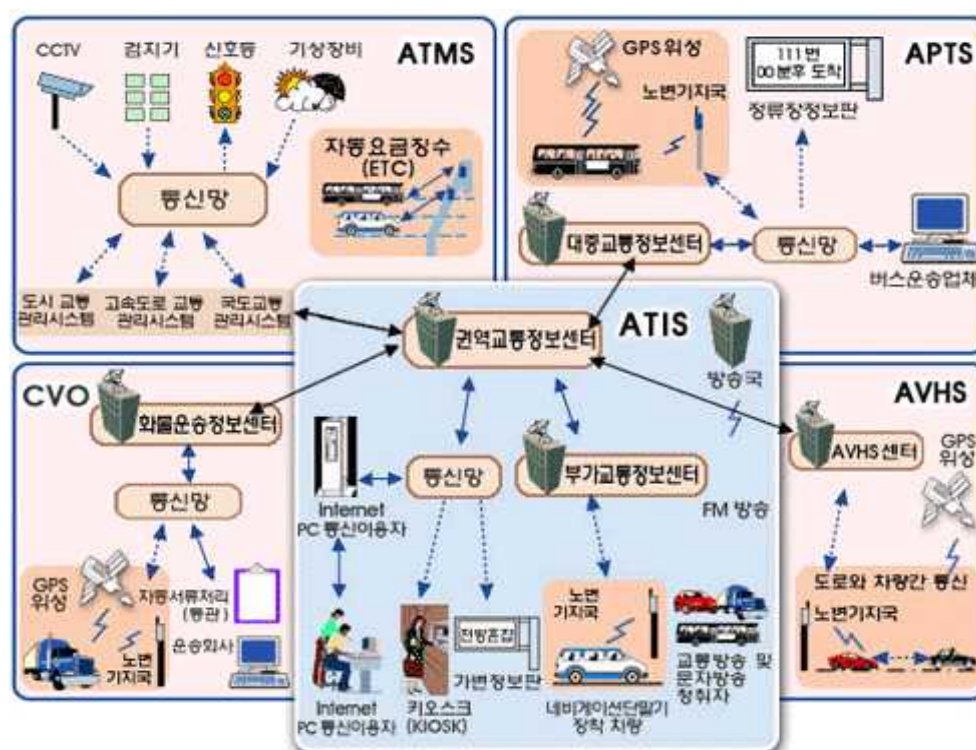 ATMS
CCTV
검지기
신호등
기상장비
자동요금징수
(ETC)
통신망
도시 교통
관리시스템
고속도로 교통
관리시스템
국도교통
관리시스템
APTS
GPS위성
노변기지국
111번
00분후 도착
정류장정보판
대중교통정보센터
통신망
버스운송업체
ATIS
권역교통정보센터
방송국
Internet
PC 통신이용자
통신망
부가교통정보센터
FM 방송
Internet
PC 통신이용자
키오스크
(KIOSK)
전방혼잡
가변정보판
노변
기지국
네비게이션단말기
장착 차량
교통방송 및
문자방송
청취자
CVO
화물운송정보센터
통신망
GPS
위성
자동 서류처리
(통관)
노변
기지국
운송회사
AVHS
AVHS센터
GPS
위성
도로와 차량간 통신
노변기지국